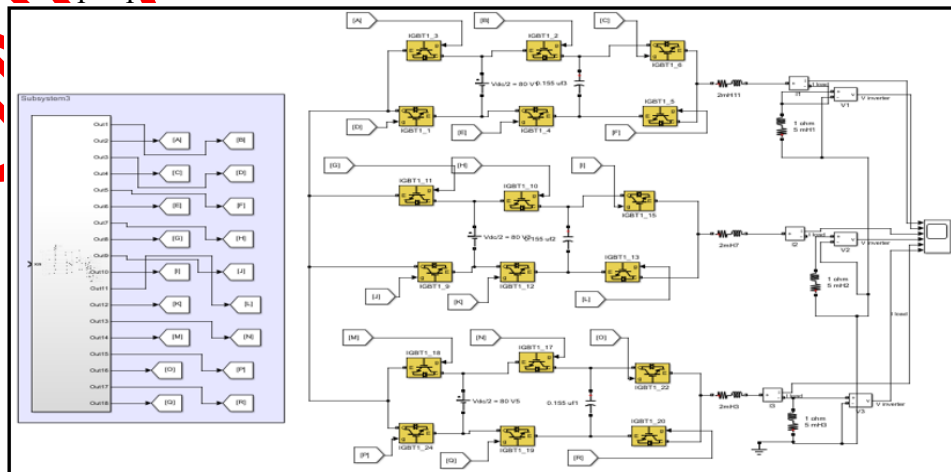 Subsystem3
Out1
Out2
Out3
Out4
Out5
Out6
Out7
Out8
Out9
Out10
Out11
Out12
Out13
Out14
Out15
Out16
Out17
Out18
[A]
[B]
[C]
[D]
[E]
[F]
[G]
[H]
[I]
[J]
[K]
[L]
[M]
[N]
[O]
[P]
[Q]
[R]
[A]
[B]
[C]
IGBT1_3
IGBT1_2
IGBT1_6
Vdc/2 = 80 V
0.155 uf3
IGBT1_5
[D]
IGBT1_1
[E]
IGBT1_4
[F]
2mH11
I1
I load
V inverter
V1
1 ohm
5 mH1
[G]
[H]
[I]
IGBT1_11
IGBT1_10
IGBT1_15
Vdc/2 = 80 V
0.155 uf2
IGBT1_13
[J]
IGBT1_9
[K]
IGBT1_12
[L]
2mH7
I2
I load
V inverter
V2
1 ohm
5 mH2
I load
[M]
[N]
[O]
IGBT1_18
IGBT1_17
IGBT1_22
Vdc/2 = 80 V5
0.155 uf1
IGBT1_20
[P]
IGBT1_24
IGBT1_19
[R]
2mH3
I3
I load
V inverter
V3
1 ohm
5 mH3